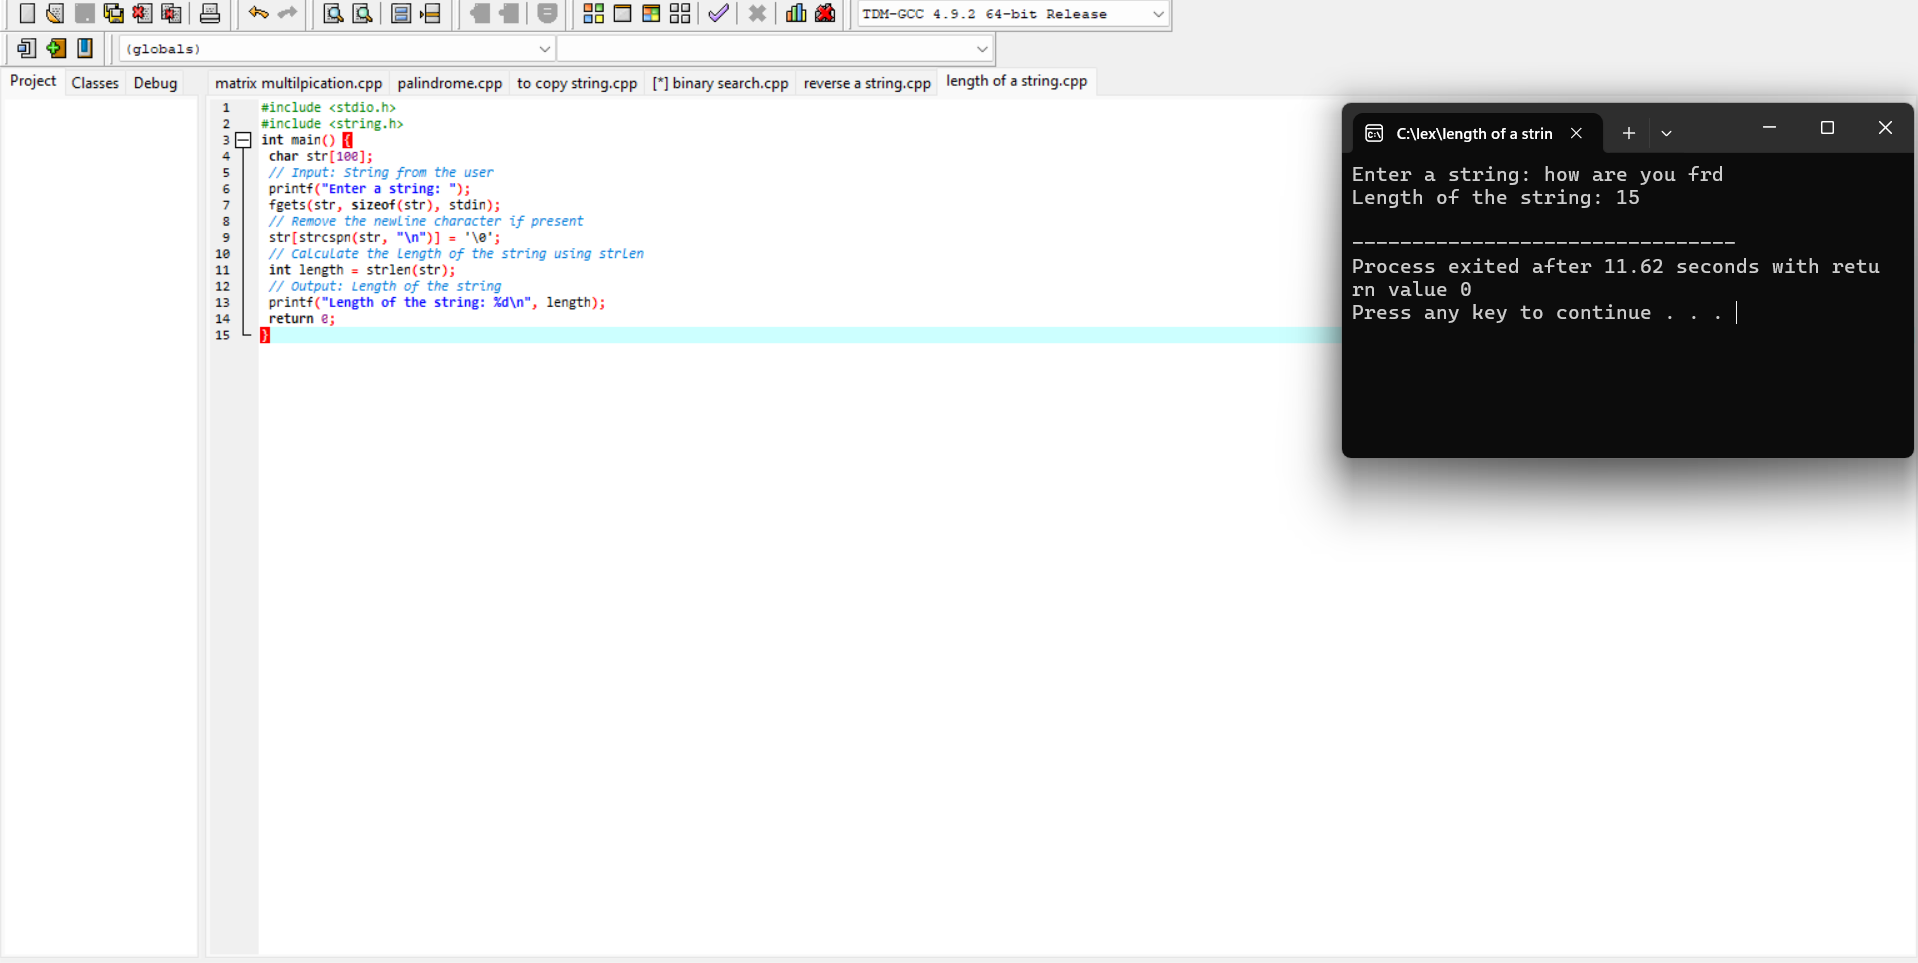 TDM-GCC 4.9.2 64-bit Release
(globals)
Project Classes Debug
matrix multilpication.cpp palindrome.cpp to copy string.cpp [*] binary search.cpp reverse a string.cpp length of a string.cpp
1 #include <stdio.h>
2 #include <string.h>
3 int main() {
4 char str[100];
5 // Input: String from the user
6 printf("Enter a string: ");
7 fgets(str, sizeof(str), stdin);
8 // Remove the newline character if present
9 str[strcspn(str, "\n")] = '\0';
10 // Calculate the length of the string using strlen
11 int length = strlen(str);
12 // Output: Length of the string
13 printf("Length of the string: %d\n", length);
14 return 0;
15 }
C:\lex\length of a strin
Enter a string: how are you frd
Length of the string: 15
--------------------------------
Process exited after 11.62 seconds with retu
rn value 0
Press any key to continue . . .